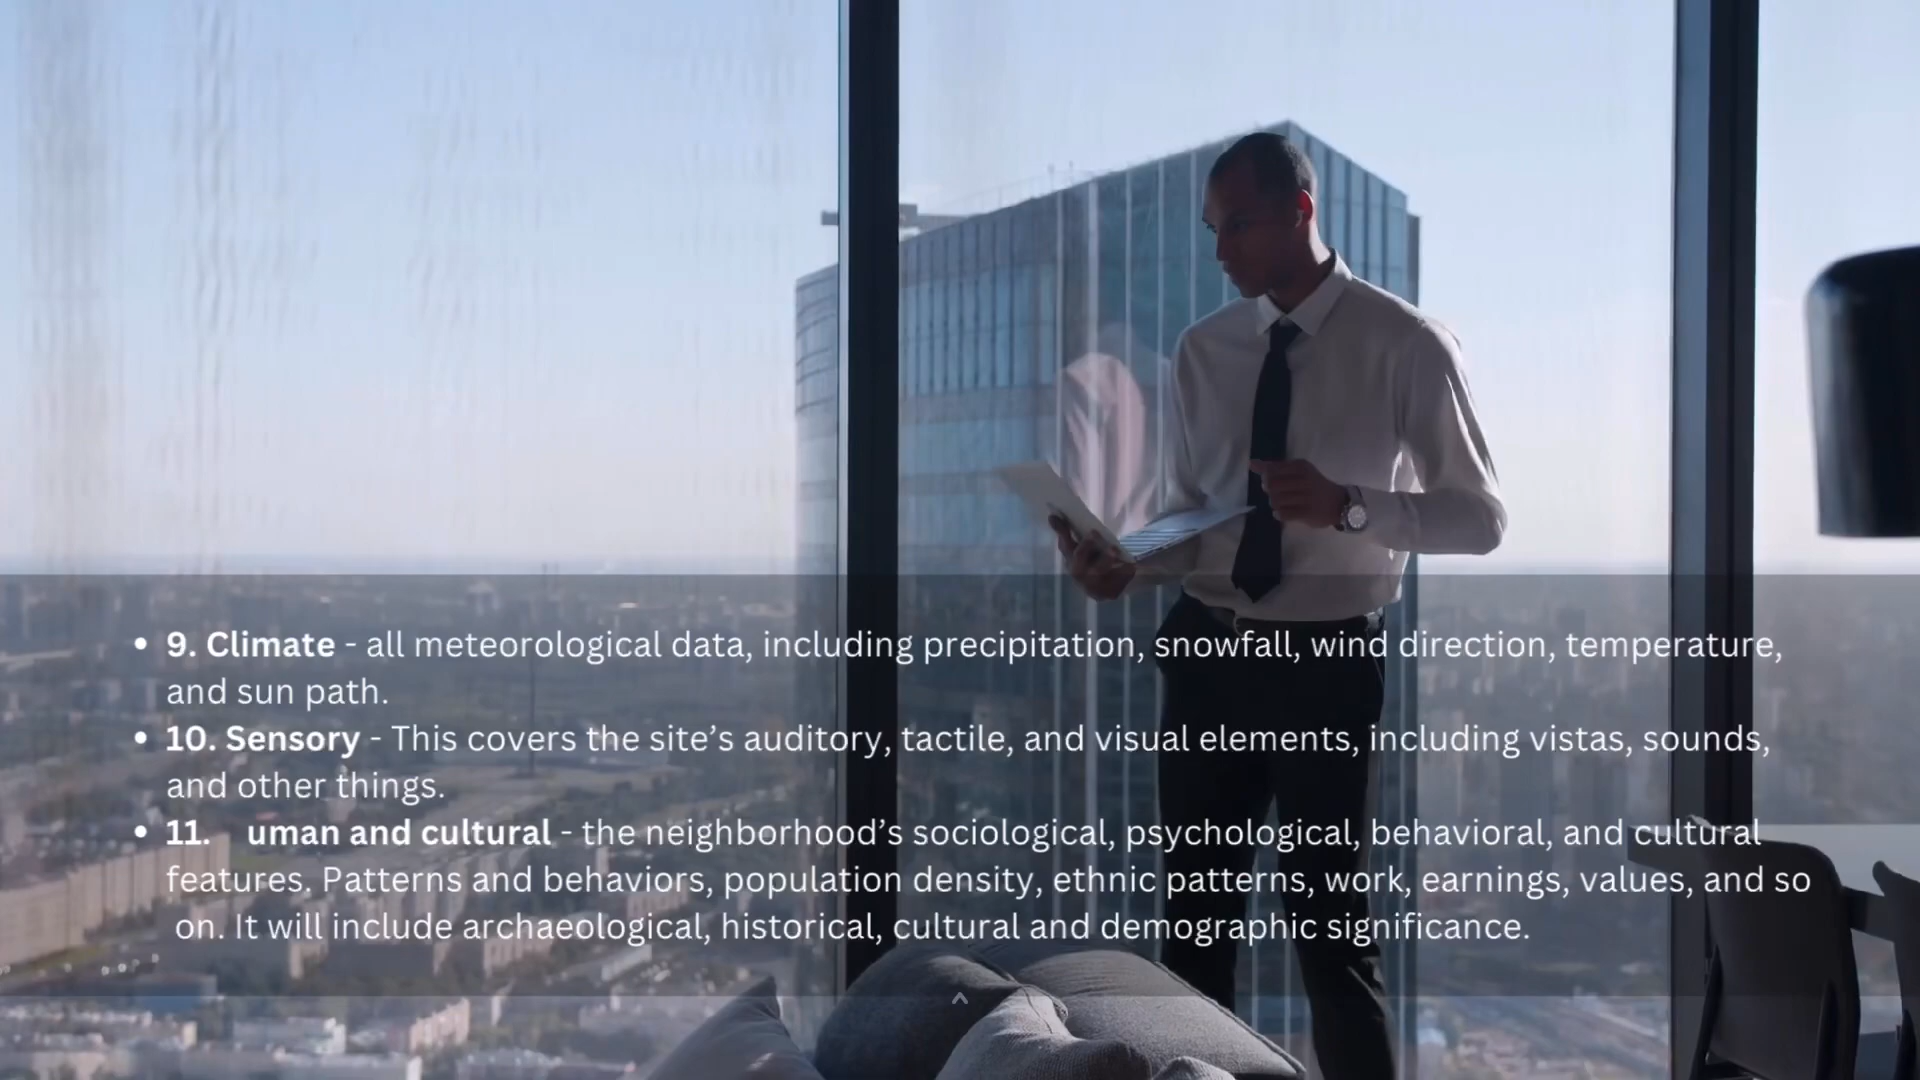 • 9. Climate - all meteorological data, including precipitation, snowfall, wind direction, temperature,
and sun path.
• 10. Sensory - This covers the site’s auditory, tactile, and visual elements, including vistas, sounds,
and other things.
• 11. uman and cultural - the neighborhood’s sociological, psychological, behavioral, and cultural
features. Patterns and behaviors, population density, ethnic patterns, work, earnings, values, and so
on. It will include archaeological, historical, cultural and demographic significance.